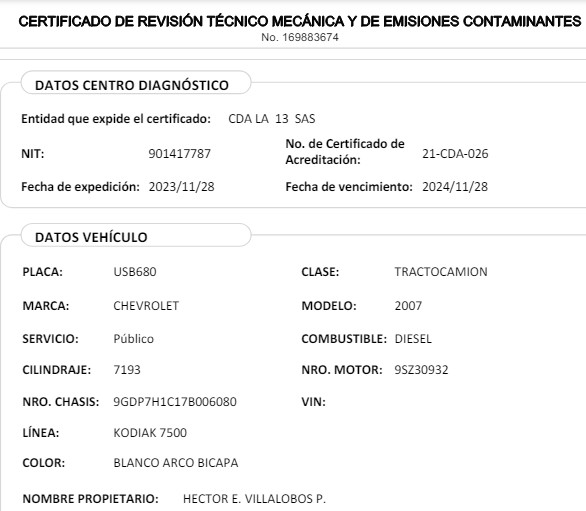 CERTIFICADO DE REVISIÓN TÉCNICO MECÁNICA Y DE EMISIONES CONTAMINANTES
No. 169883674
DATOS CENTRO DIAGNÓSTICO
Entidad que expide el certificado: CDA LA 13 SAS
NIT: 901417787 No. de Certificado de Acreditación: 21-CDA-026
Fecha de expedición: 2023/11/28 Fecha de vencimiento: 2024/11/28
DATOS VEHÍCULO
PLACA: USB680 CLASE: TRACTOCAMION
MARCA: CHEVROLET MODELO: 2007
SERVICIO: Público COMBUSTIBLE: DIESEL
CILINDRAJE: 7193 NRO. MOTOR: 9SZ30932
NRO. CHASIS: 9GDP7H1C17B006080 VIN:
LÍNEA: KODIAK 7500
COLOR: BLANCO ARCO BICAPA
NOMBRE PROPIETARIO: HECTOR E. VILLALOBOS P.